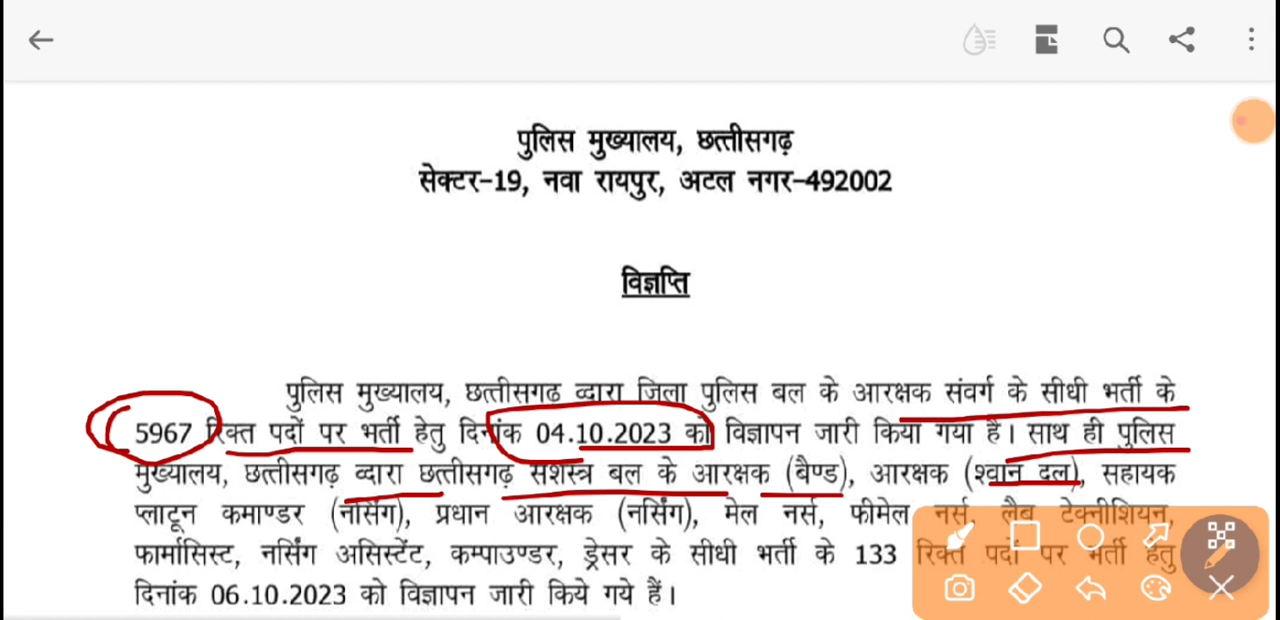 पुलिस मुख्यालय, छत्तीसगढ़
सेक्टर-19, नवा रायपुर, अटल नगर-492002
विज्ञप्ति
पुलिस मुख्यालय, छत्तीसगढ व्दारा जिला पुलिस बल के आरक्षक संवर्ग के सीधी भर्ती के
5967 रिक्त पदों पर भर्ती हेतु दिनांक 04.10.2023 को विज्ञापन जारी किया गया है। साथ ही पुलिस
मुख्यालय, छत्तीसगढ़ व्दारा छत्तीसगढ़ सशस्त्र बल के आरक्षक (बैण्ड), आरक्षक (श्वान दल), सहायक
प्लाटून कमाण्डर (नर्सिंग), प्रधान आरक्षक (नर्सिंग), मेल नर्स, फीमेल नर्स, लैब टेक्नीशियन,
फार्मासिस्ट, नर्सिंग असिस्टेंट, कम्पाउण्डर, ड्रेसर के सीधी भर्ती के 133 रिक्त पदों पर भर्ती हेतु
दिनांक 06.10.2023 को विज्ञापन जारी किये गये हैं।